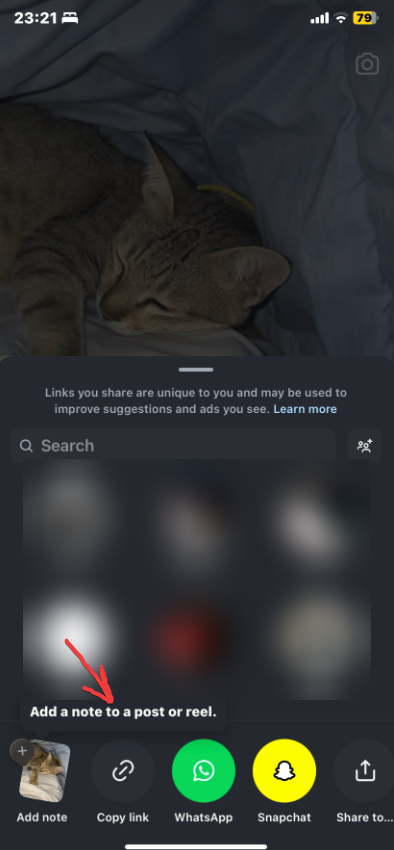 23:21
79
Links you share are unique to you and may be used to
improve suggestions and ads you see. Learn more
Search
Add a note to a post or reel.
Add note
Copy link
WhatsApp
Snapchat
Share to...